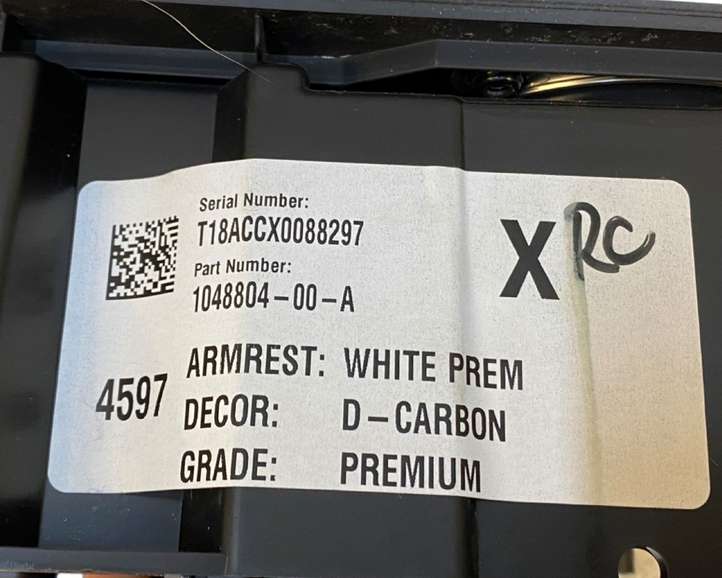 Serial Number:
T18ACCX0088297
Part Number:
1048804-00-A
X RC
4597
ARMREST: WHITE PREM
DECOR: D-CARBON
GRADE: PREMIUM